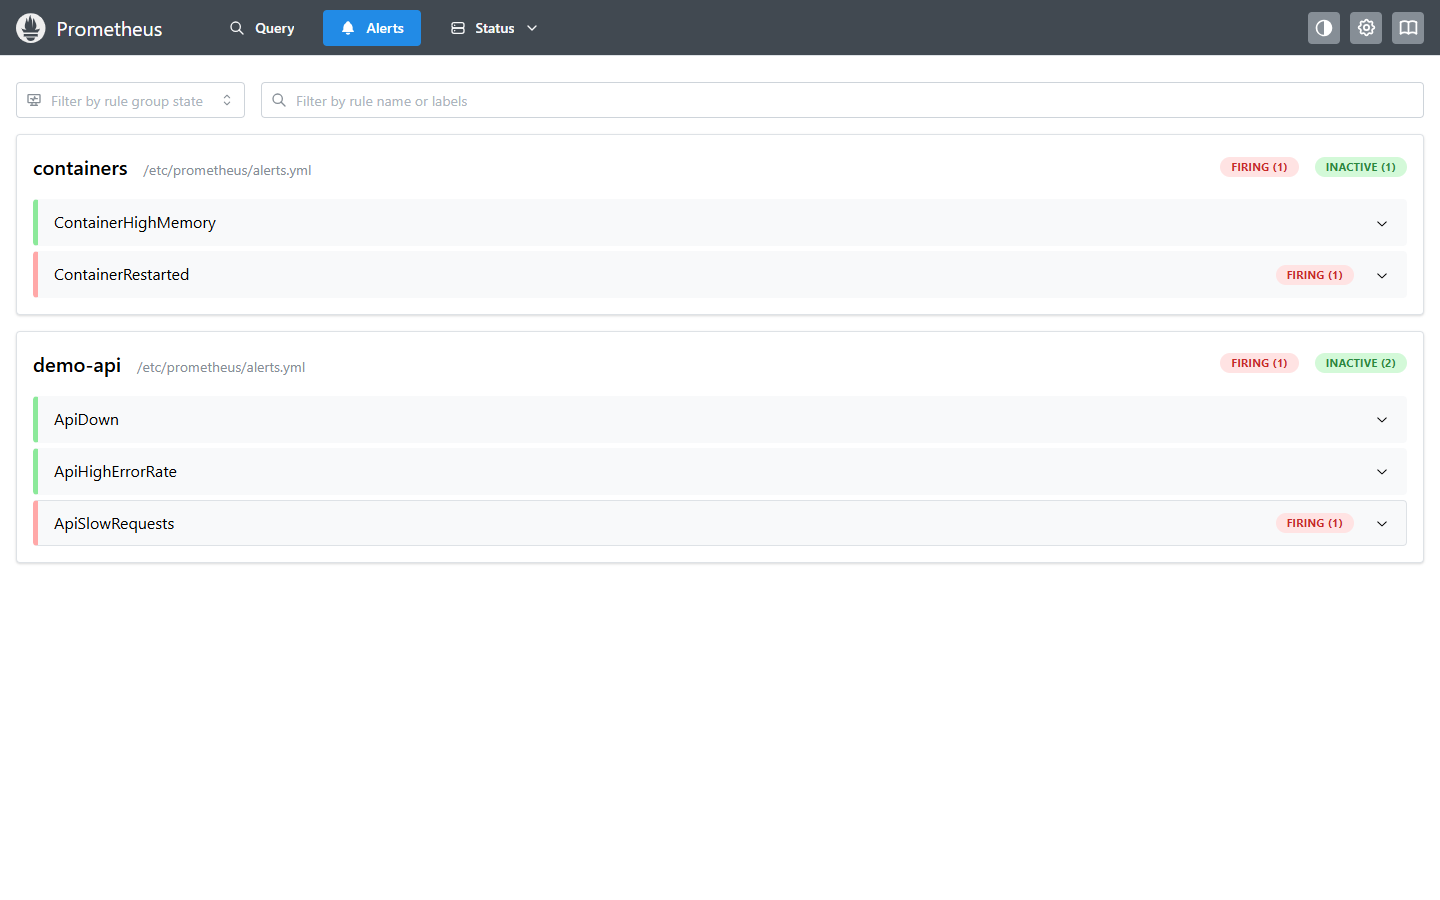 Prometheus Query Alerts Status
Filter by rule group state Filter by rule name or labels
containers /etc/prometheus/alerts.yml FIRING (1) INACTIVE (1)
ContainerHighMemory
ContainerRestarted FIRING (1)
demo-api /etc/prometheus/alerts.yml FIRING (1) INACTIVE (2)
ApiDown
ApiHighErrorRate
ApiSlowRequests FIRING (1)